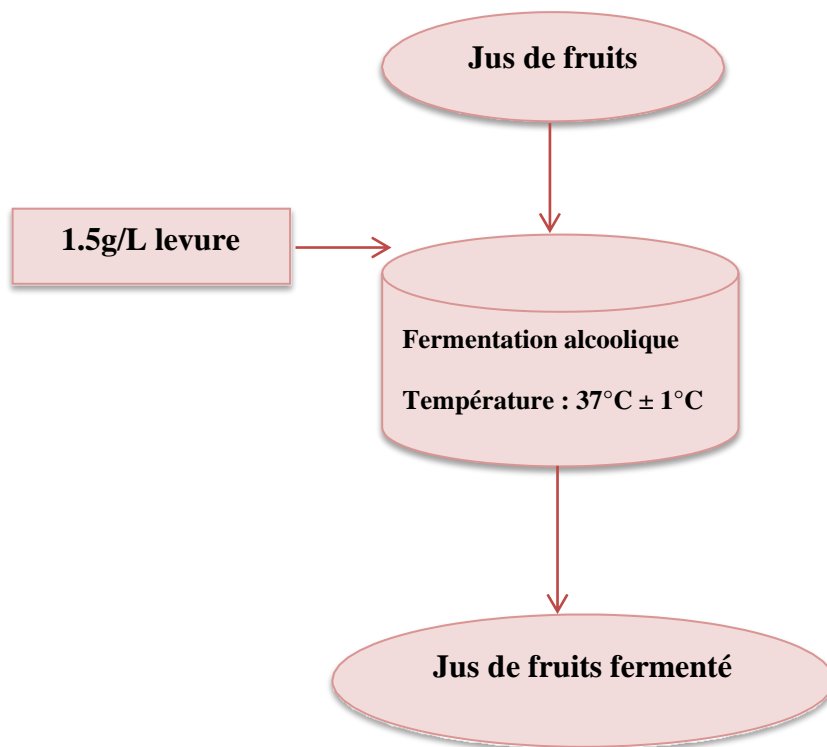 Jus de fruits
1.5g/L levure
Fermentation alcoolique
Température : 37°C ± 1°C
Jus de fruits fermenté